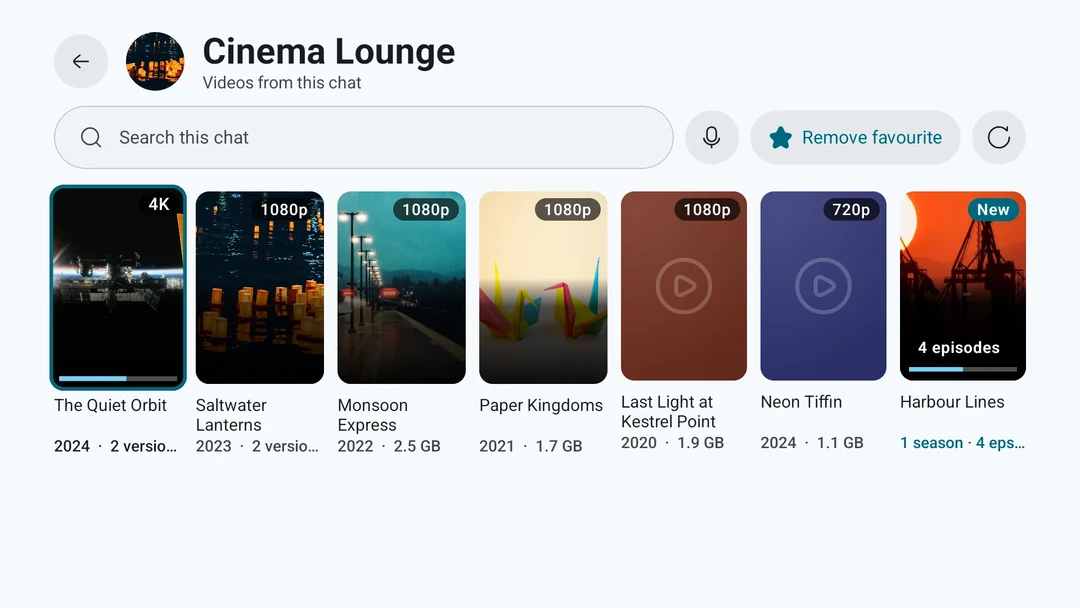 Cinema Lounge
Videos from this chat
Search this chat
Remove favourite
4K
1080p
1080p
1080p
1080p
720p
New
4 episodes
The Quiet Orbit
2024 · 2 versio...
Saltwater
Lanterns
2023 · 2 versio...
Monsoon
Express
2022 · 2.5 GB
Paper Kingdoms
2021 · 1.7 GB
Last Light at
Kestrel Point
2020 · 1.9 GB
Neon Tiffin
2024 · 1.1 GB
Harbour Lines
1 season · 4 eps...